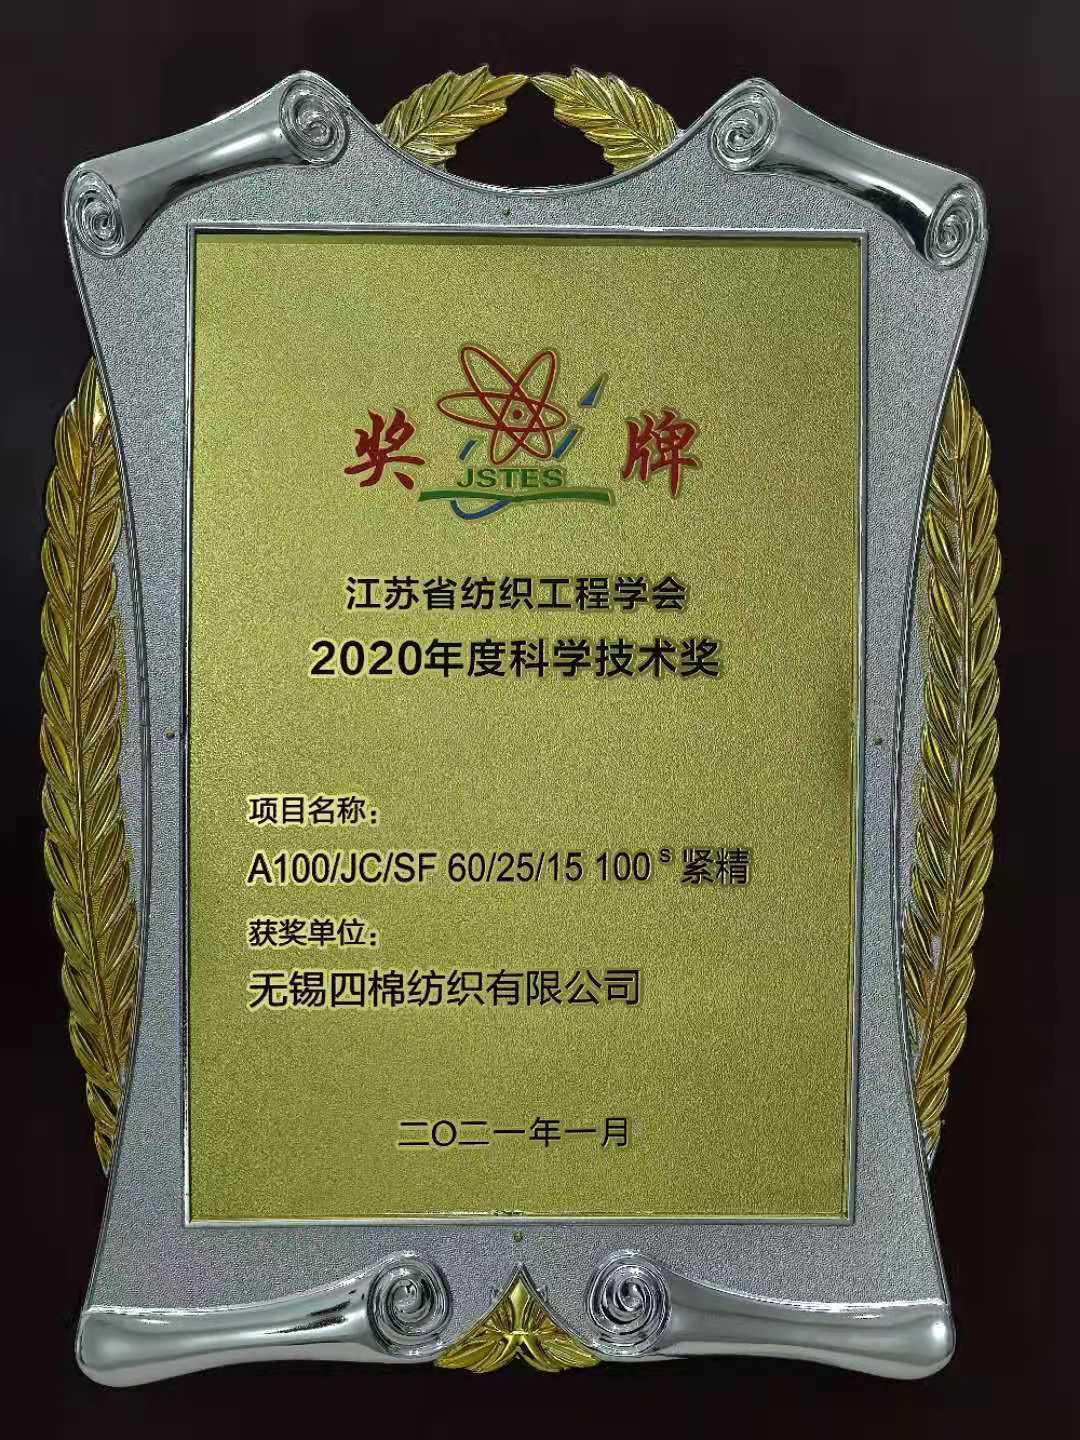 奖 JSTES 牌
江苏省纺织工程学会
2020年度科学技术奖
项目名称：
A100/JC/SF 60/25/15 100 s 紧精
获奖单位：
无锡四棉纺织有限公司
二〇二一年一月